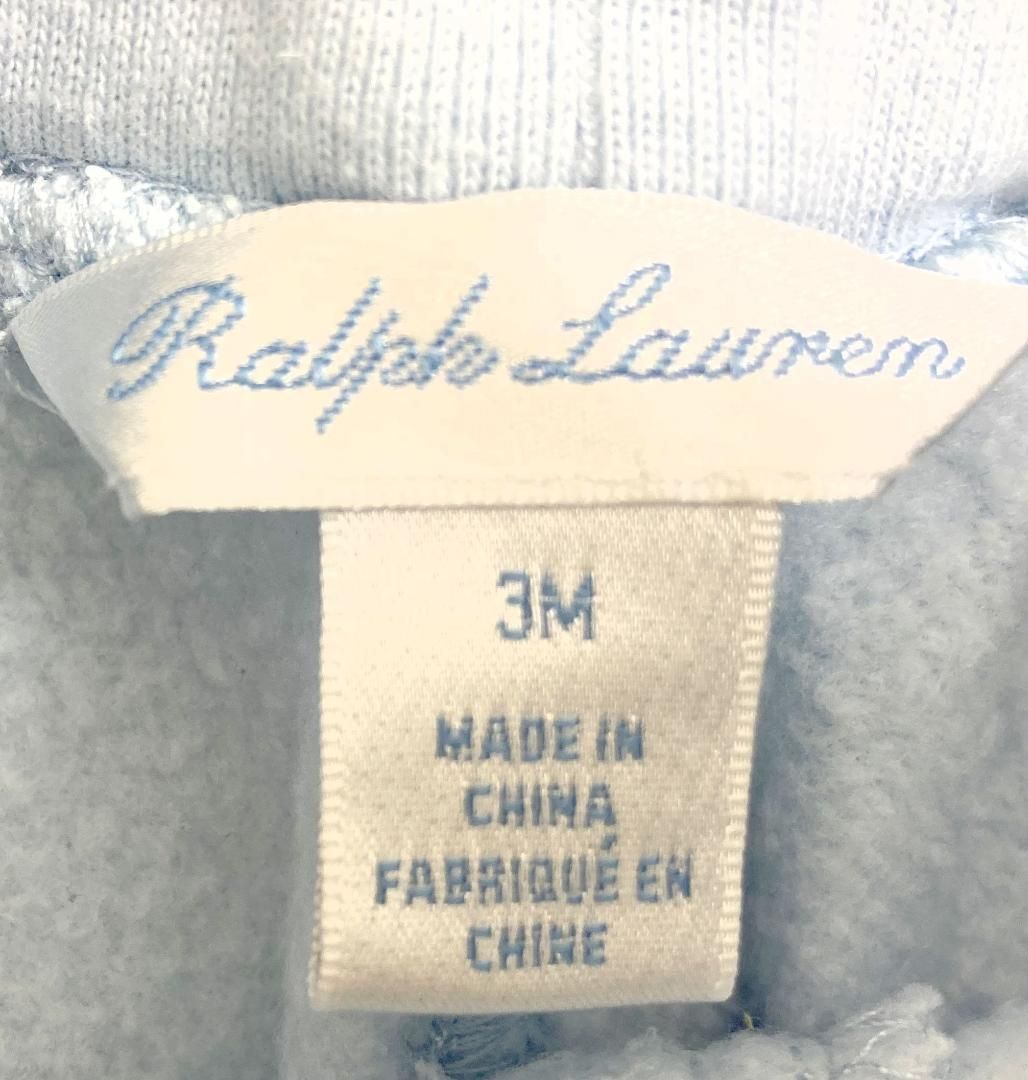 Ralph Lauren
3M
MADE IN
CHINA
FABRIQUÉ EN
CHINE